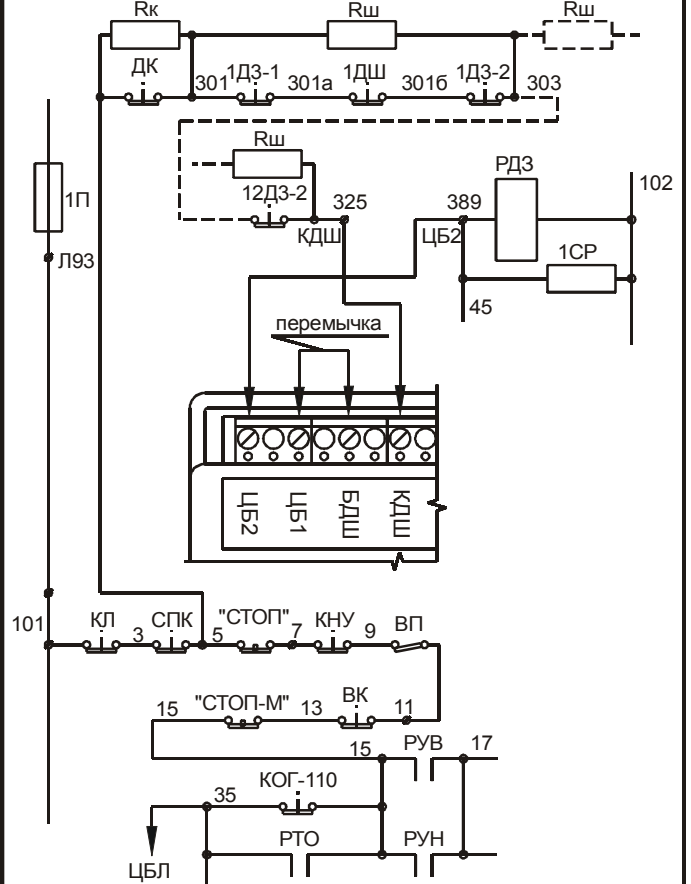 Rк Rш Rш
ДК 301 1ДЗ-1 301а 1ДШ 301б 1ДЗ-2 303
Rш
1П 12ДЗ-2 325 389 РДЗ 102
КДШ ЦБ2
Л93 1СР
45
перемычка
ЦБ2 ЦБ1 БДШ КДШ
101 КЛ 3 СПК 5 "СТОП" 7 КНУ 9 ВП
15 "СТОП-М" 13 ВК 11
15 РУВ 17
35 КОГ-110
РТО РУН
ЦБЛ